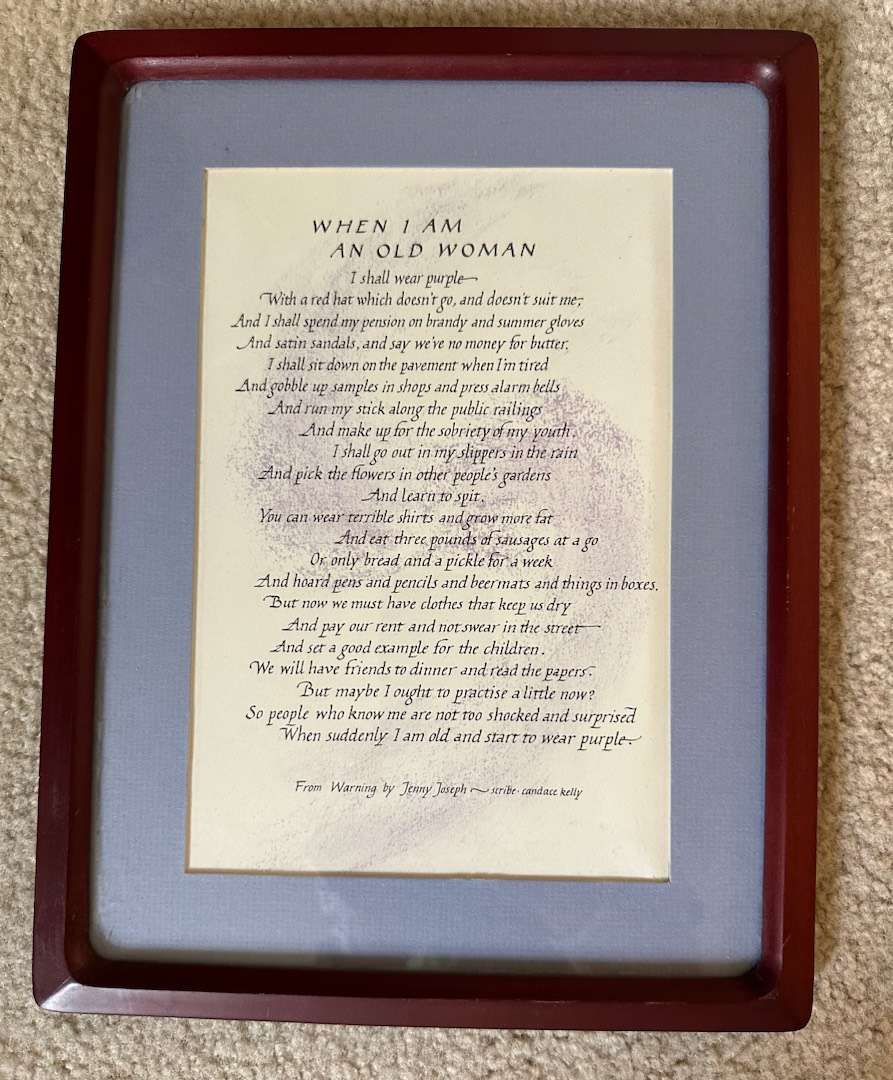 WHEN I AM
AN OLD WOMAN
I shall wear purple
With a red hat which doesn't go, and doesn't suit me,
And I shall spend my pension on brandy and summer gloves
And satin sandals, and say we've no money for butter.
I shall sit down on the pavement when I'm tired
And gobble up samples in shops and press alarm bells
And run my stick along the public railings
And make up for the sobriety of my youth.
I shall go out in my slippers in the rain
And pick the flowers in other people's gardens
And learn to spit.
You can wear terrible shirts and grow more fat
And eat three pounds of sausages at a go
Or only bread and a pickle for a week
And hoard pens and pencils and beermats and things in boxes.
But now we must have clothes that keep us dry
And pay our rent and not swear in the street
And set a good example for the children.
We will have friends to dinner and read the papers.
But maybe I ought to practise a little now?
So people who know me are not too shocked and surprised
When suddenly I am old and start to wear purple.
From Warning by Jenny Joseph ~ scribe · candace kelly